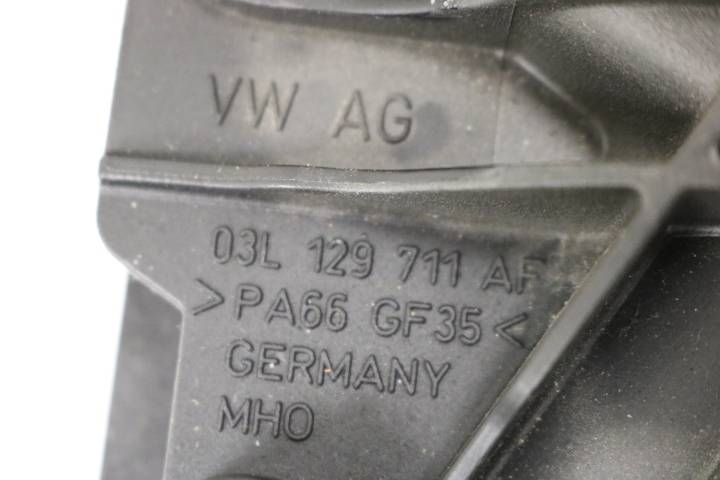 VW AG
03L 129 711 AF
>PA66 GF35<
GERMANY
MHO